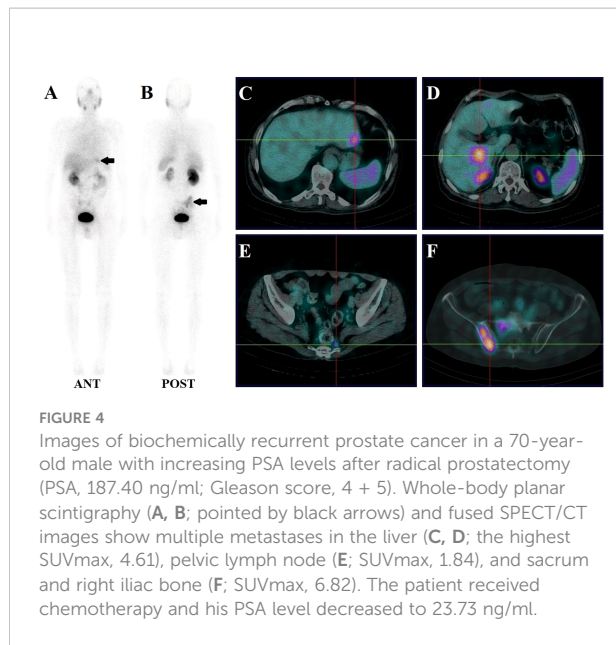 A
B
C
D
E
F
ANT
POST
FIGURE 4
Images of biochemically recurrent prostate cancer in a 70-year-
old male with increasing PSA levels after radical prostatectomy
(PSA, 187.40 ng/ml; Gleason score, 4 + 5). Whole-body planar
scintigraphy (A, B; pointed by black arrows) and fused SPECT/CT
images show multiple metastases in the liver (C, D; the highest
SUVmax, 4.61), pelvic lymph node (E; SUVmax, 1.84), and sacrum
and right iliac bone (F; SUVmax, 6.82). The patient received
chemotherapy and his PSA level decreased to 23.73 ng/ml.